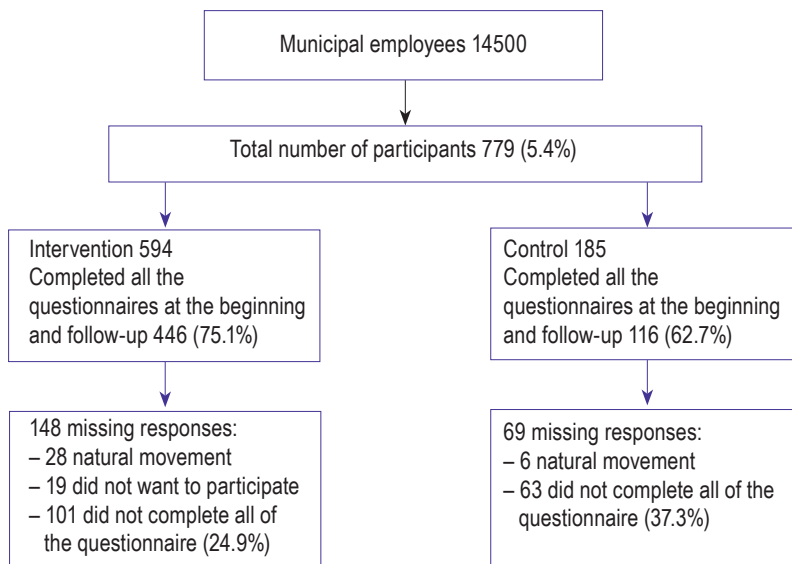 Municipal employees 14500
Total number of participants 779 (5.4%)
Intervention 594
Completed all the
questionnaires at the beginning
and follow-up 446 (75.1%)
Control 185
Completed all the
questionnaires at the beginning
and follow-up 116 (62.7%)
148 missing responses:
– 28 natural movement
– 19 did not want to participate
– 101 did not complete all of
the questionnaire (24.9%)
69 missing responses:
– 6 natural movement
– 63 did not complete all of the
questionnaire (37.3%)